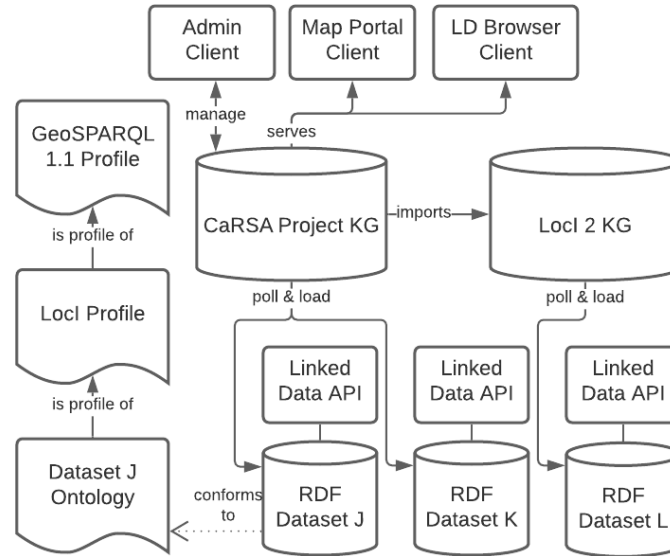 Admin
Client
Map Portal
Client
LD Browser
Client
manage
serves
GeoSPARQL
1.1 Profile
is profile of
LocI Profile
is profile of
Dataset J
Ontology
CaRSA Project KG
imports
LocI 2 KG
poll & load
poll & load
Linked
Data API
Linked
Data API
Linked
Data API
conforms
to
RDF
Dataset J
RDF
Dataset K
RDF
Dataset L